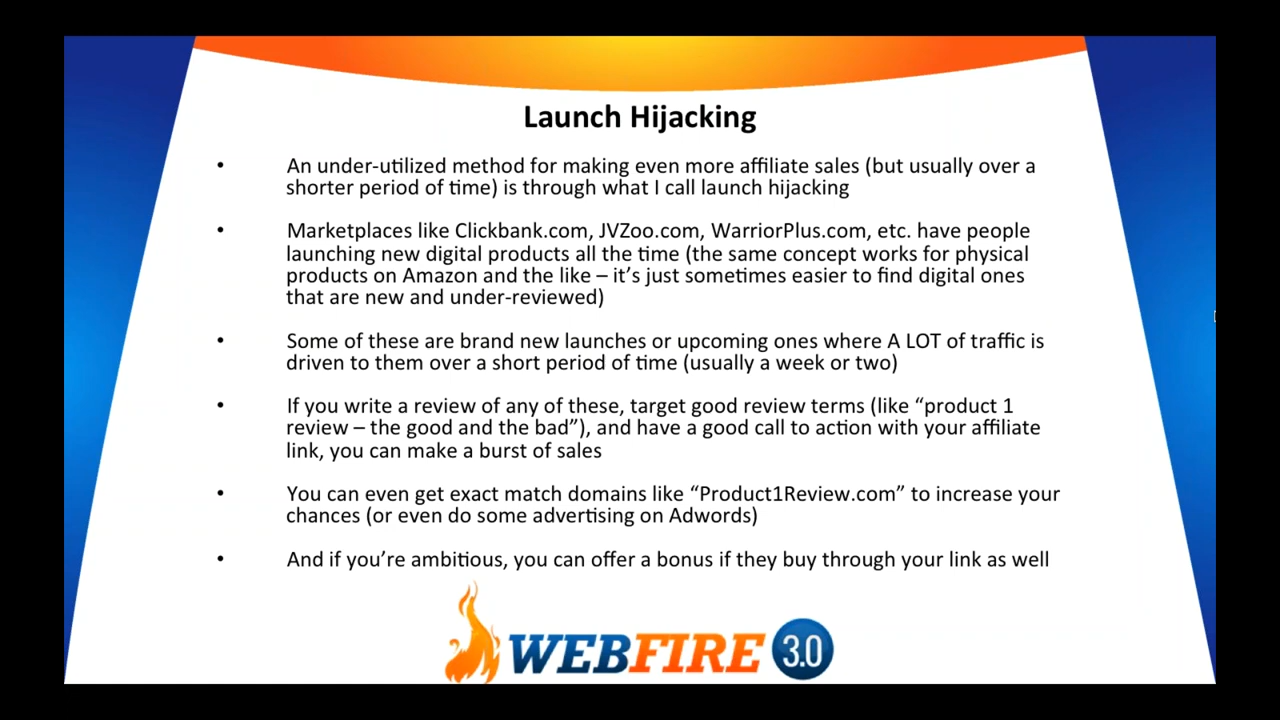 Launch Hijacking
• An under-utilized method for making even more affiliate sales (but usually over a
shorter period of time) is through what I call launch hijacking
• Marketplaces like Clickbank.com, JVZoo.com, WarriorPlus.com, etc. have people
launching new digital products all the time (the same concept works for physical
products on Amazon and the like – it’s just sometimes easier to find digital ones
that are new and under-reviewed)
• Some of these are brand new launches or upcoming ones where A LOT of traffic is
driven to them over a short period of time (usually a week or two)
• If you write a review of any of these, target good review terms (like “product 1
review – the good and the bad”), and have a good call to action with your affiliate
link, you can make a burst of sales
• You can even get exact match domains like “Product1Review.com” to increase your
chances (or even do some advertising on Adwords)
• And if you’re ambitious, you can offer a bonus if they buy through your link as well
WEBFIRE 3.0